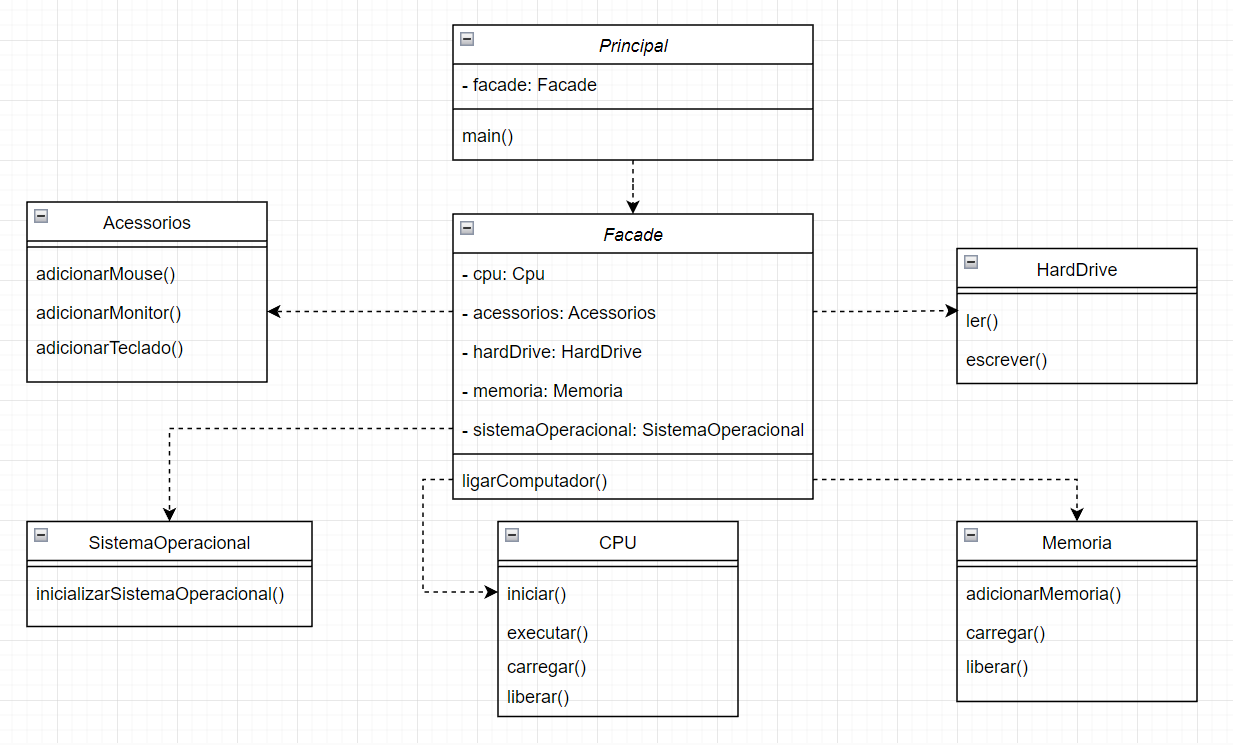 Principal
- facade: Facade
main()
Acessorios
adicionarMouse()
adicionarMonitor()
adicionarTeclado()
Facade
- cpu: Cpu
- acessorios: Acessorios
- hardDrive: HardDrive
- memoria: Memoria
- sistemaOperacional: SistemaOperacional
ligarComputador()
HardDrive
ler()
escrever()
SistemaOperacional
inicializarSistemaOperacional()
CPU
iniciar()
executar()
carregar()
liberar()
Memoria
adicionarMemoria()
carregar()
liberar()